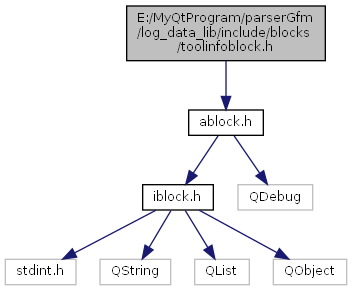 E:/MyQtProgram/parserGfm
/log_data_lib/include/blocks
/toolinfoblock.h
ablock.h
iblock.h
QDebug
stdint.h
QString
QList
QObject